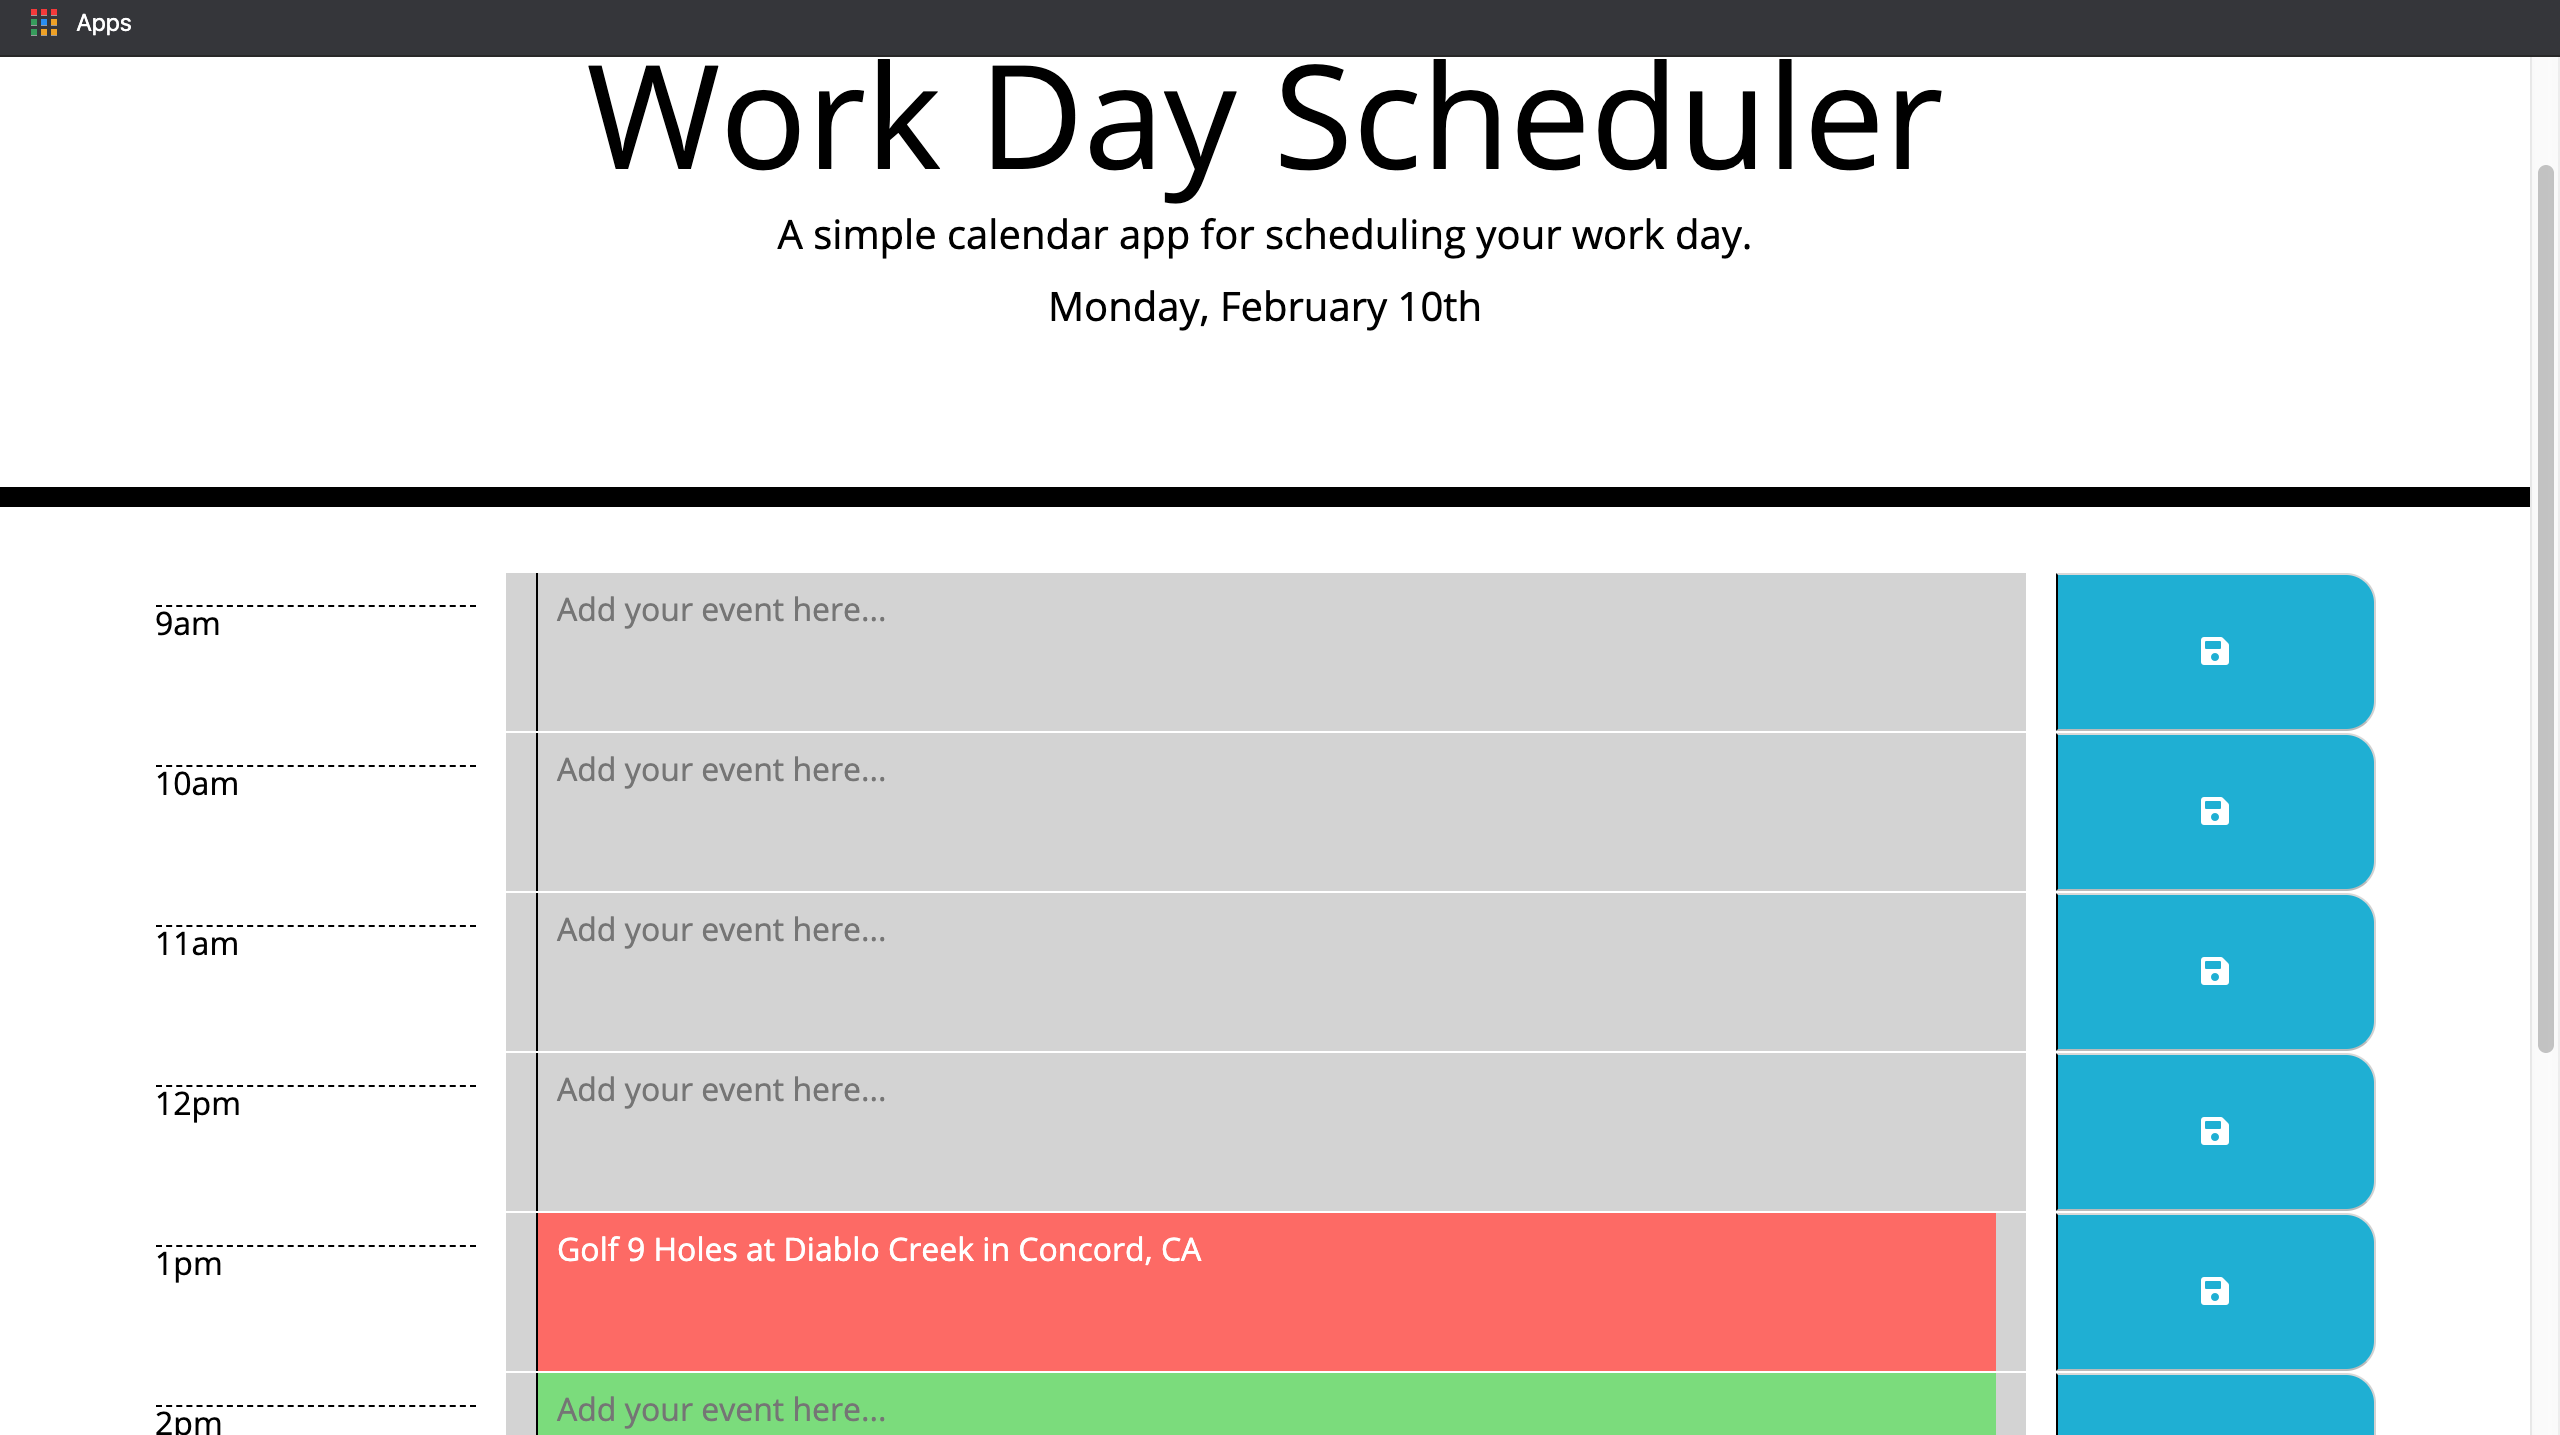 Apps
Work Day Scheduler
A simple calendar app for scheduling your work day.
Monday, February 10th
9am
Add your event here...
10am
Add your event here...
11am
Add your event here...
12pm
Add your event here...
1pm
Golf 9 Holes at Diablo Creek in Concord, CA
2pm
Add your event here...